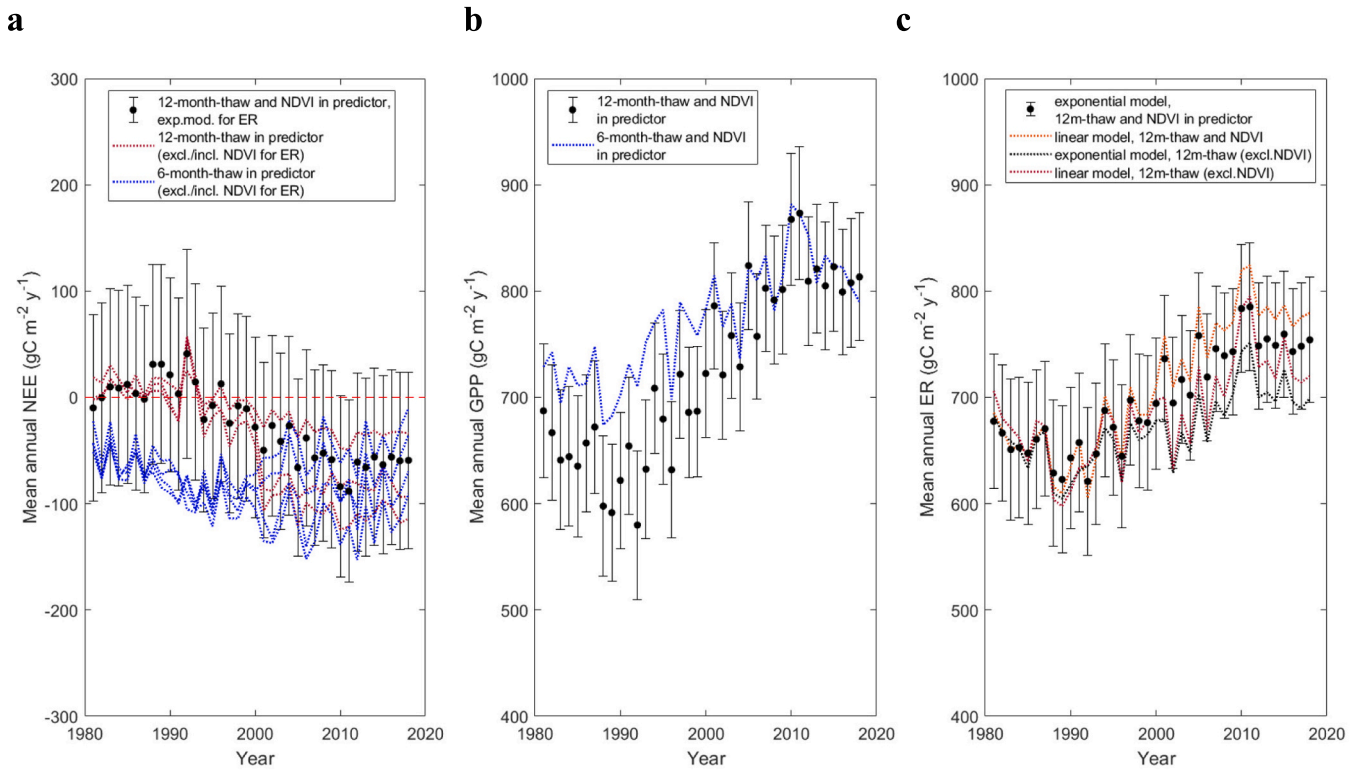 a
b
c
300
200
100
0
-100
-200
-300
1980
1990
2000
2010
2020
Year
Mean annual NEE (gC m-2 y-1)
12-month-thaw and NDVI in predictor,
exp.mod. for ER
12-month-thaw in predictor
(excl./incl. NDVI for ER)
6-month-thaw in predictor
(excl./incl. NDVI for ER)
1000
900
800
700
600
500
400
1980
1990
2000
2010
2020
Year
Mean annual GPP (gC m-2 y-1)
12-month-thaw and NDVI
in predictor
6-month-thaw and NDVI
in predictor
1000
900
800
700
600
500
400
1980
1990
2000
2010
2020
Year
Mean annual ER (gC m-2 y-1)
exponential model,
12m-thaw and NDVI in predictor
linear model, 12m-thaw and NDVI
exponential model, 12m-thaw (excl.NDVI)
linear model, 12m-thaw (excl.NDVI)